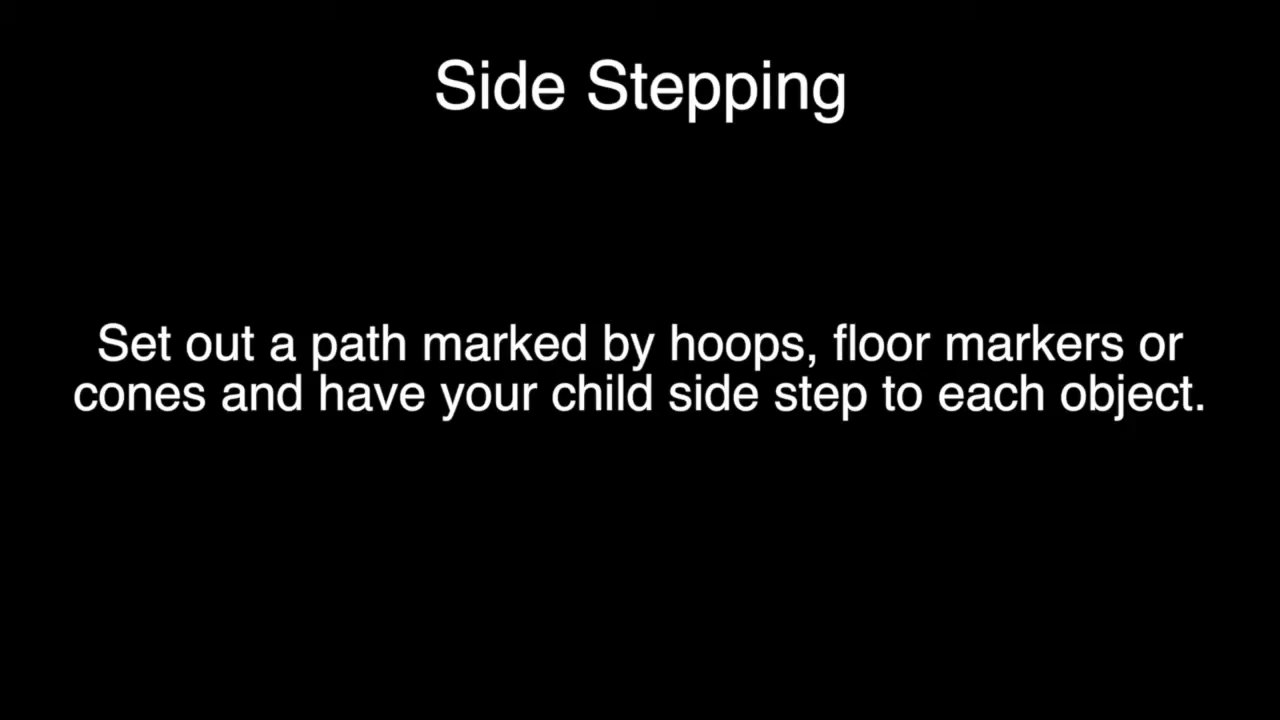 Side Stepping
Set out a path marked by hoops, floor markers or
cones and have your child side step to each object.